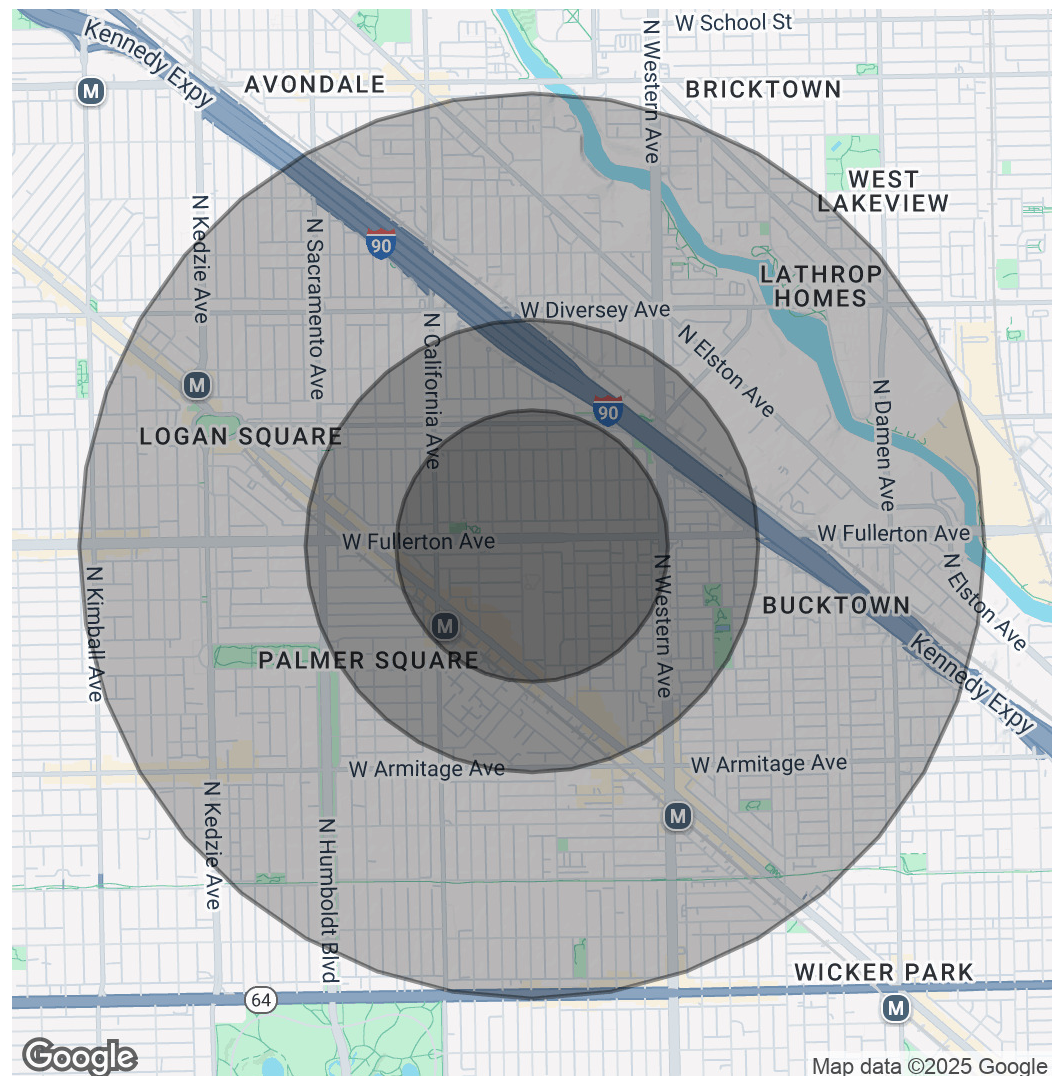 W School St
Kennedy Expy
N Western Ave
M
AVONDALE
BRICKTOWN
WEST
LAKEVIEW
N Kedzie Ave
N Sacramento Ave
90
LATHROP
HOMES
W Diversey Ave
N California Ave
N Elston Ave
M
90
N Damen Ave
LOGAN SQUARE
W Fullerton Ave
W Fullerton Ave
N Kimball Ave
N Western Ave
N Elston Ave
BUCKTOWN
M
PALMER SQUARE
Kennedy Expy
W Armitage Ave
W Armitage Ave
N Kedzie Ave
M
N Humboldt Blvd
WICKER PARK
64
M
Google
Map data ©2025 Google